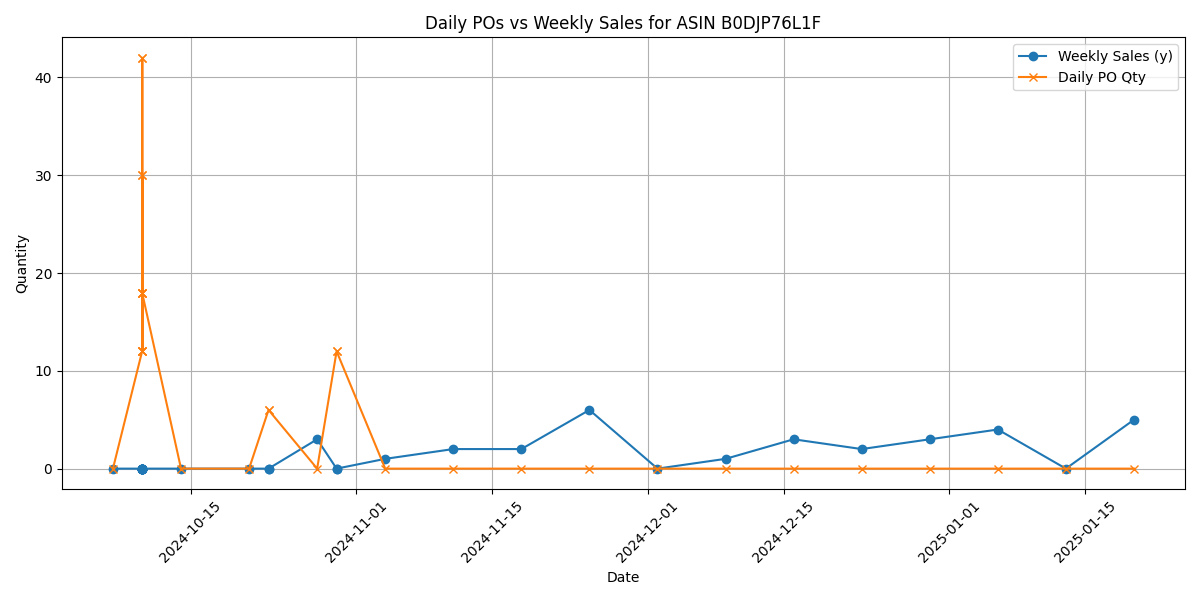 Daily POs vs Weekly Sales for ASIN B0DJP76L1F
Weekly Sales (y)
Daily PO Qty
Quantity
40
30
20
10
0
2024-10-15
2024-11-01
2024-11-15
2024-12-01
2024-12-15
2025-01-01
2025-01-15
Date